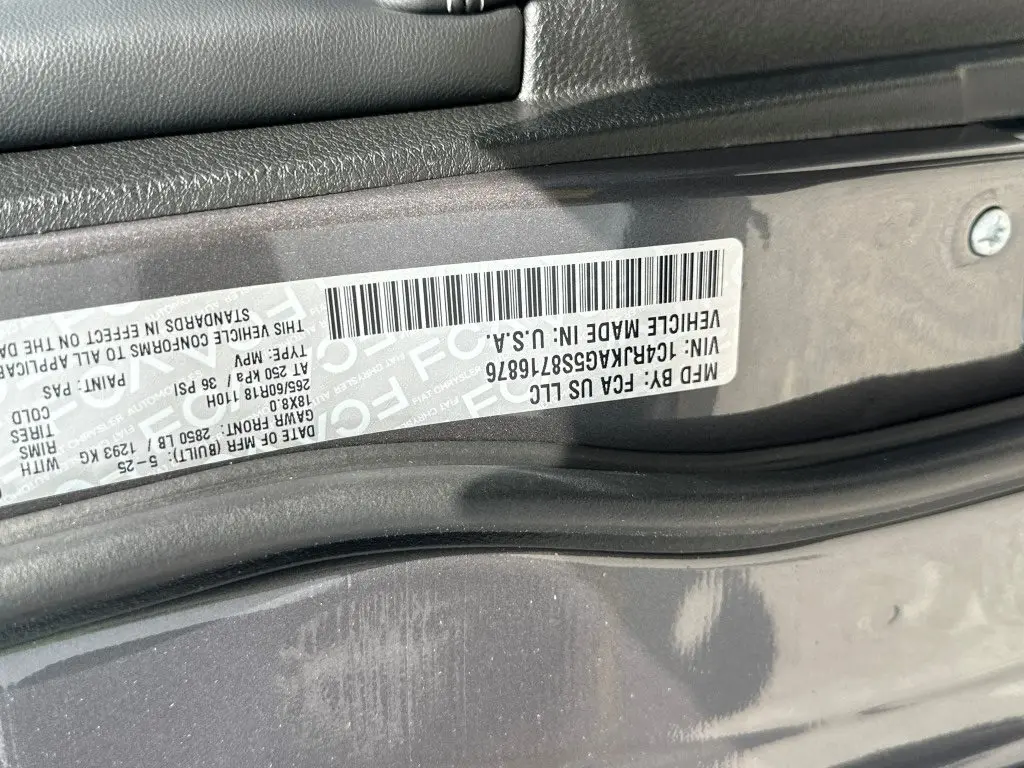 MFD BY: FCA US LLC
VIN: 1C4RJKAG5S8716876
VEHICLE MADE IN: U.S.A.
DATE OF MFR (BUILT): 5-25
GAWR FRONT: 2850 LB / 1293 KG WITH
18X8.0 RIMS
265/60R18 110H TIRES
AT 250 kPa / 36 PSI COLD
TYPE: MPV PAINT: PAS
THIS VEHICLE CONFORMS TO ALL
STANDARDS IN EFFECT ON THE